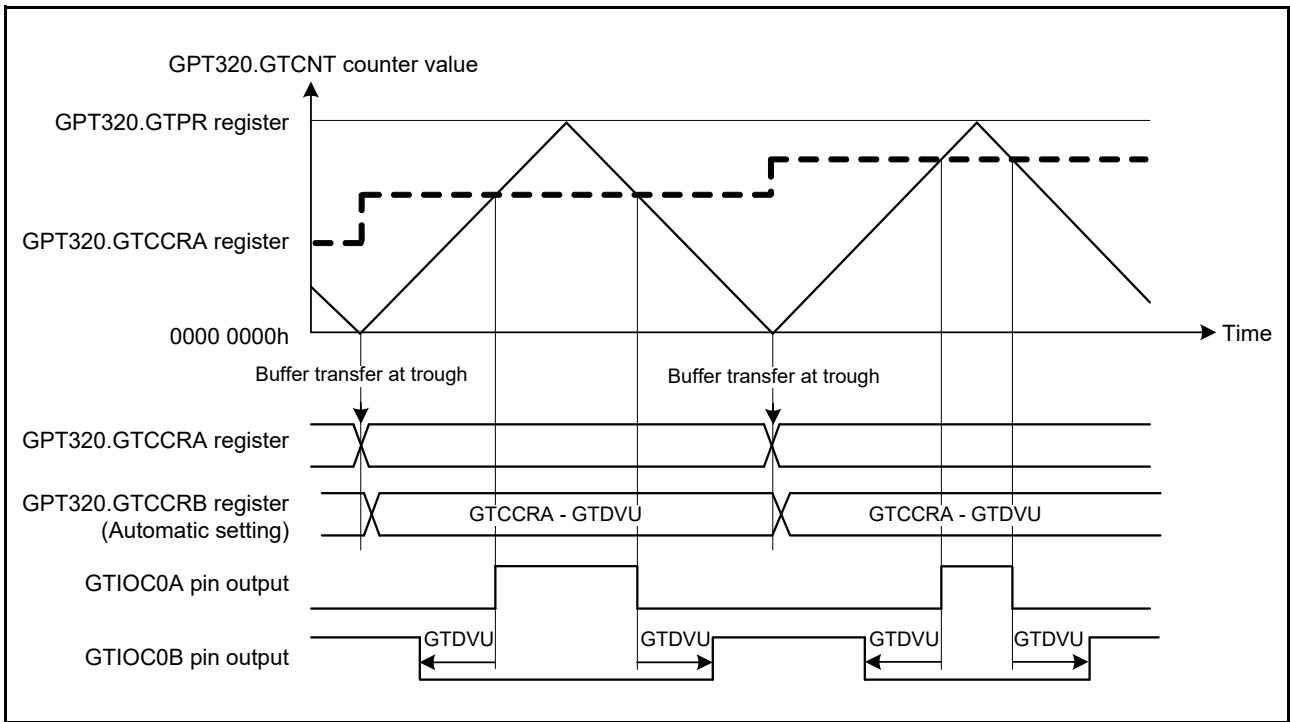 GPT320.GTCNT counter value
GPT320.GTPR register
GPT320.GTCCRA register
0000 0000h
Time
Buffer transfer at trough
Buffer transfer at trough
GPT320.GTCCRA register
GPT320.GTCCRB register
(Automatic setting)
GTCCRA - GTDVU
GTCCRA - GTDVU
GTIOC0A pin output
GTIOC0B pin output
GTDVU
GTDVU
GTDVU
GTDVU